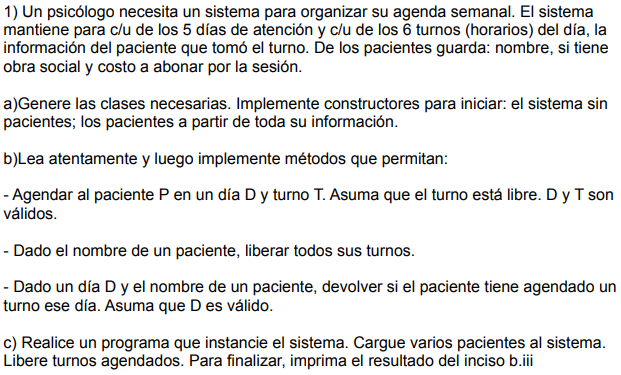 1) Un psicólogo necesita un sistema para organizar su agenda semanal. El sistema
mantiene para c/u de los 5 días de atención y c/u de los 6 turnos (horarios) del día, la
información del paciente que tomó el turno. De los pacientes guarda: nombre, si tiene
obra social y costo a abonar por la sesión.
a)Genere las clases necesarias. Implemente constructores para iniciar: el sistema sin
pacientes; los pacientes a partir de toda su información.
b)Lea atentamente y luego implemente métodos que permitan:
- Agendar al paciente P en un día D y turno T. Asuma que el turno está libre. D y T son
válidos.
- Dado el nombre de un paciente, liberar todos sus turnos.
- Dado un día D y el nombre de un paciente, devolver si el paciente tiene agendado un
turno ese día. Asuma que D es válido.
c) Realice un programa que instancie el sistema. Cargue varios pacientes al sistema.
Libere turnos agendados. Para finalizar, imprima el resultado del inciso b.iii